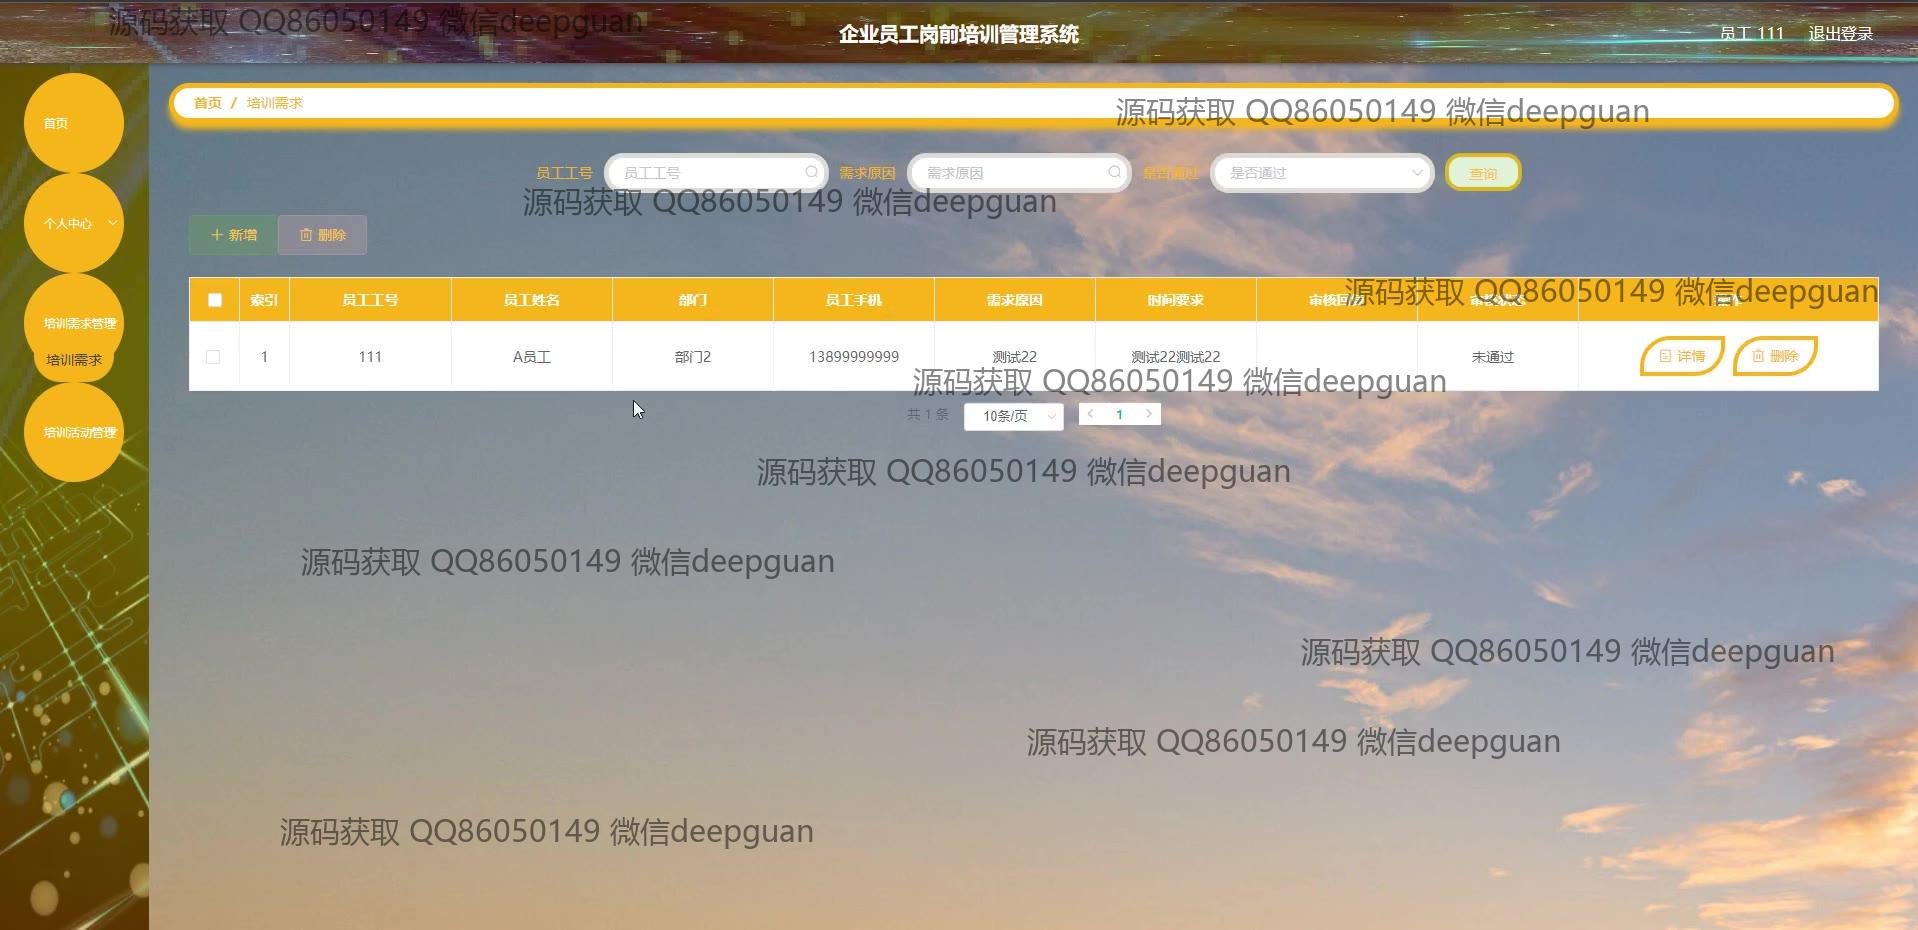 源码获取 QQ86050149 微信deepguan
企业员工岗前培训管理系统
员工 111 退出登录
首页
个人中心
培训需求管理
培训需求
培训活动管理
首页 / 培训需求
源码获取 QQ86050149 微信deepguan
员工工号 员工工号 需求原因 需求原因 是否通过 是否通过 查询
源码获取 QQ86050149 微信deepguan
新增 删除
源码获取 QQ86050149 微信deepguan
索引 员工工号 员工姓名 部门 员工手机 需求原因 时间要求 审核回复 审核状态
1 111 A员工 部门2 13899999999 测试22 测试22测试22 未通过 详情 删除
源码获取 QQ86050149 微信deepguan
共 1 条 10条/页 1
源码获取 QQ86050149 微信deepguan
源码获取 QQ86050149 微信deepguan
源码获取 QQ86050149 微信deepguan
源码获取 QQ86050149 微信deepguan
源码获取 QQ86050149 微信deepguan